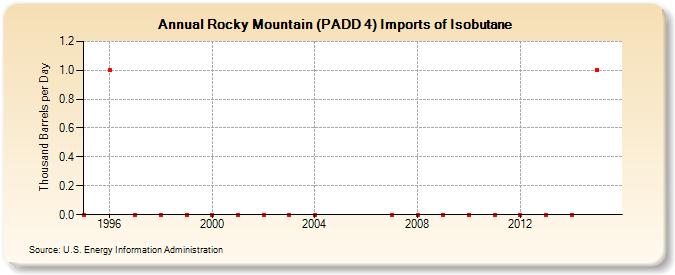 Annual Rocky Mountain (PADD 4) Imports of Isobutane
Thousand Barrels per Day
1.2
1.0
0.8
0.6
0.4
0.2
0.0
1996 2000 2004 2008 2012
Source: U.S. Energy Information Administration